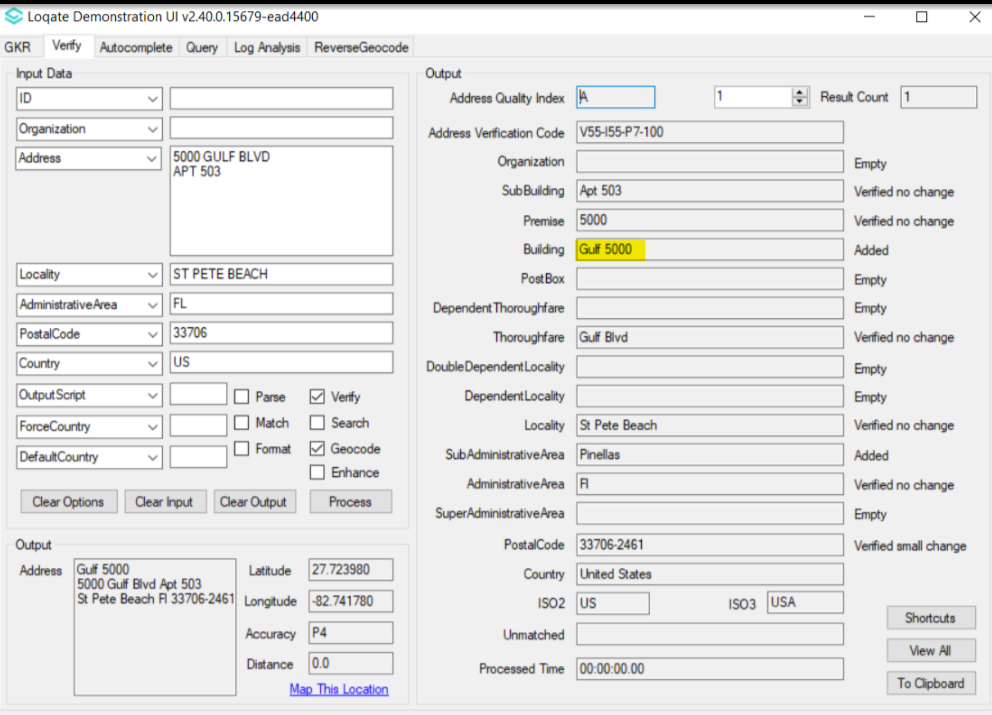 Loqate Demonstration UI v2.40.0.15679-ead4400
GKR Verify Autocomplete Query Log Analysis ReverseGeocode
Input Data
ID
Organization
Address 5000 GULF BLVD
APT 503
Locality ST PETE BEACH
AdministrativeArea FL
PostalCode 33706
Country US
OutputScript Parse Verify
ForceCountry Match Search
DefaultCountry Format Geocode
Enhance
Clear Options Clear Input Clear Output Process
Output
Address Gulf 5000
5000 Gulf Blvd Apt 503
St Pete Beach Fl 33706-2461
Latitude 27.723980
Longitude -82.741780
Accuracy P4
Distance 0.0
Map This Location
Output
Address Quality Index A 1 Result Count 1
Address Verification Code V55-I55-P7-100
Organization Empty
SubBuilding Apt 503 Verified no change
Premise 5000 Verified no change
Building Gulf 5000 Added
PostBox Empty
DependentThoroughfare Empty
Thoroughfare Gulf Blvd Verified no change
DoubleDependentLocality Empty
DependentLocality Empty
Locality St Pete Beach Verified no change
SubAdministrativeArea Pinellas Added
AdministrativeArea Fl Verified no change
SuperAdministrativeArea Empty
PostalCode 33706-2461 Verified small change
Country United States
ISO2 US ISO3 USA
Unmatched
Processed Time 00:00:00.00
Shortcuts
View All
To Clipboard